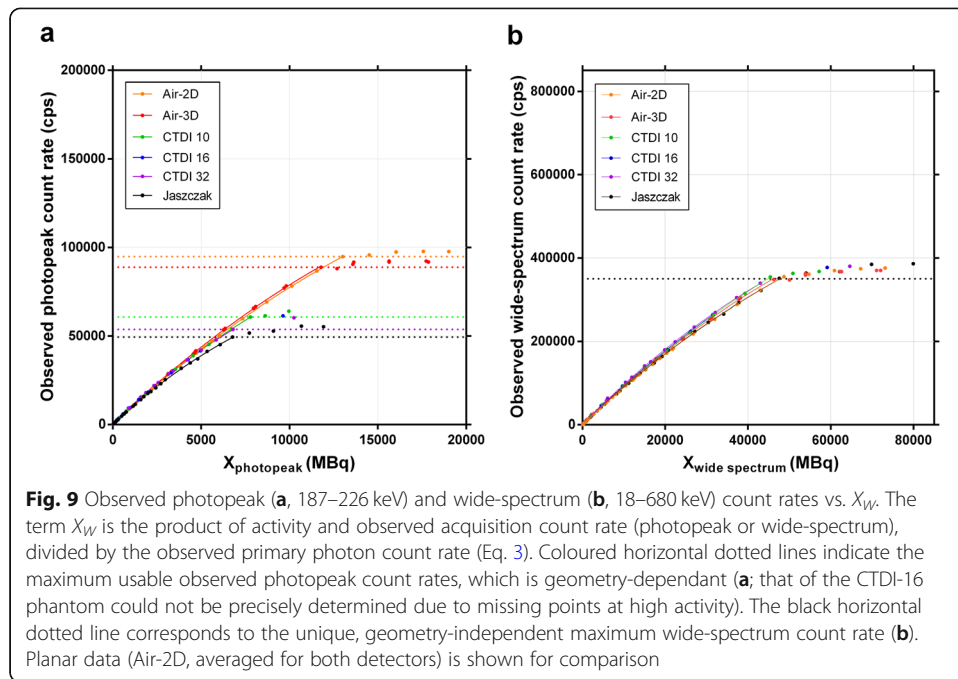 a
b
Observed photopeak count rate (cps)
200000
150000
100000
50000
0
Air-2D
Air-3D
CTDI 10
CTDI 16
CTDI 32
Jaszczak
0 5000 10000 15000 20000
Xphotopeak (MBq)
Observed wide-spectrum count rate (cps)
800000
600000
400000
200000
0
Air-2D
Air-3D
CTDI 10
CTDI 16
CTDI 32
Jaszczak
0 20000 40000 60000 80000
Xwide spectrum (MBq)
Fig. 9 Observed photopeak (a, 187–226 keV) and wide-spectrum (b, 18–680 keV) count rates vs. XW. The
term XW is the product of activity and observed acquisition count rate (photopeak or wide-spectrum),
divided by the observed primary photon count rate (Eq. 3). Coloured horizontal dotted lines indicate the
maximum usable observed photopeak count rates, which is geometry-dependant (a; that of the CTDI-16
phantom could not be precisely determined due to missing points at high activity). The black horizontal
dotted line corresponds to the unique, geometry-independent maximum wide-spectrum count rate (b).
Planar data (Air-2D, averaged for both detectors) is shown for comparison